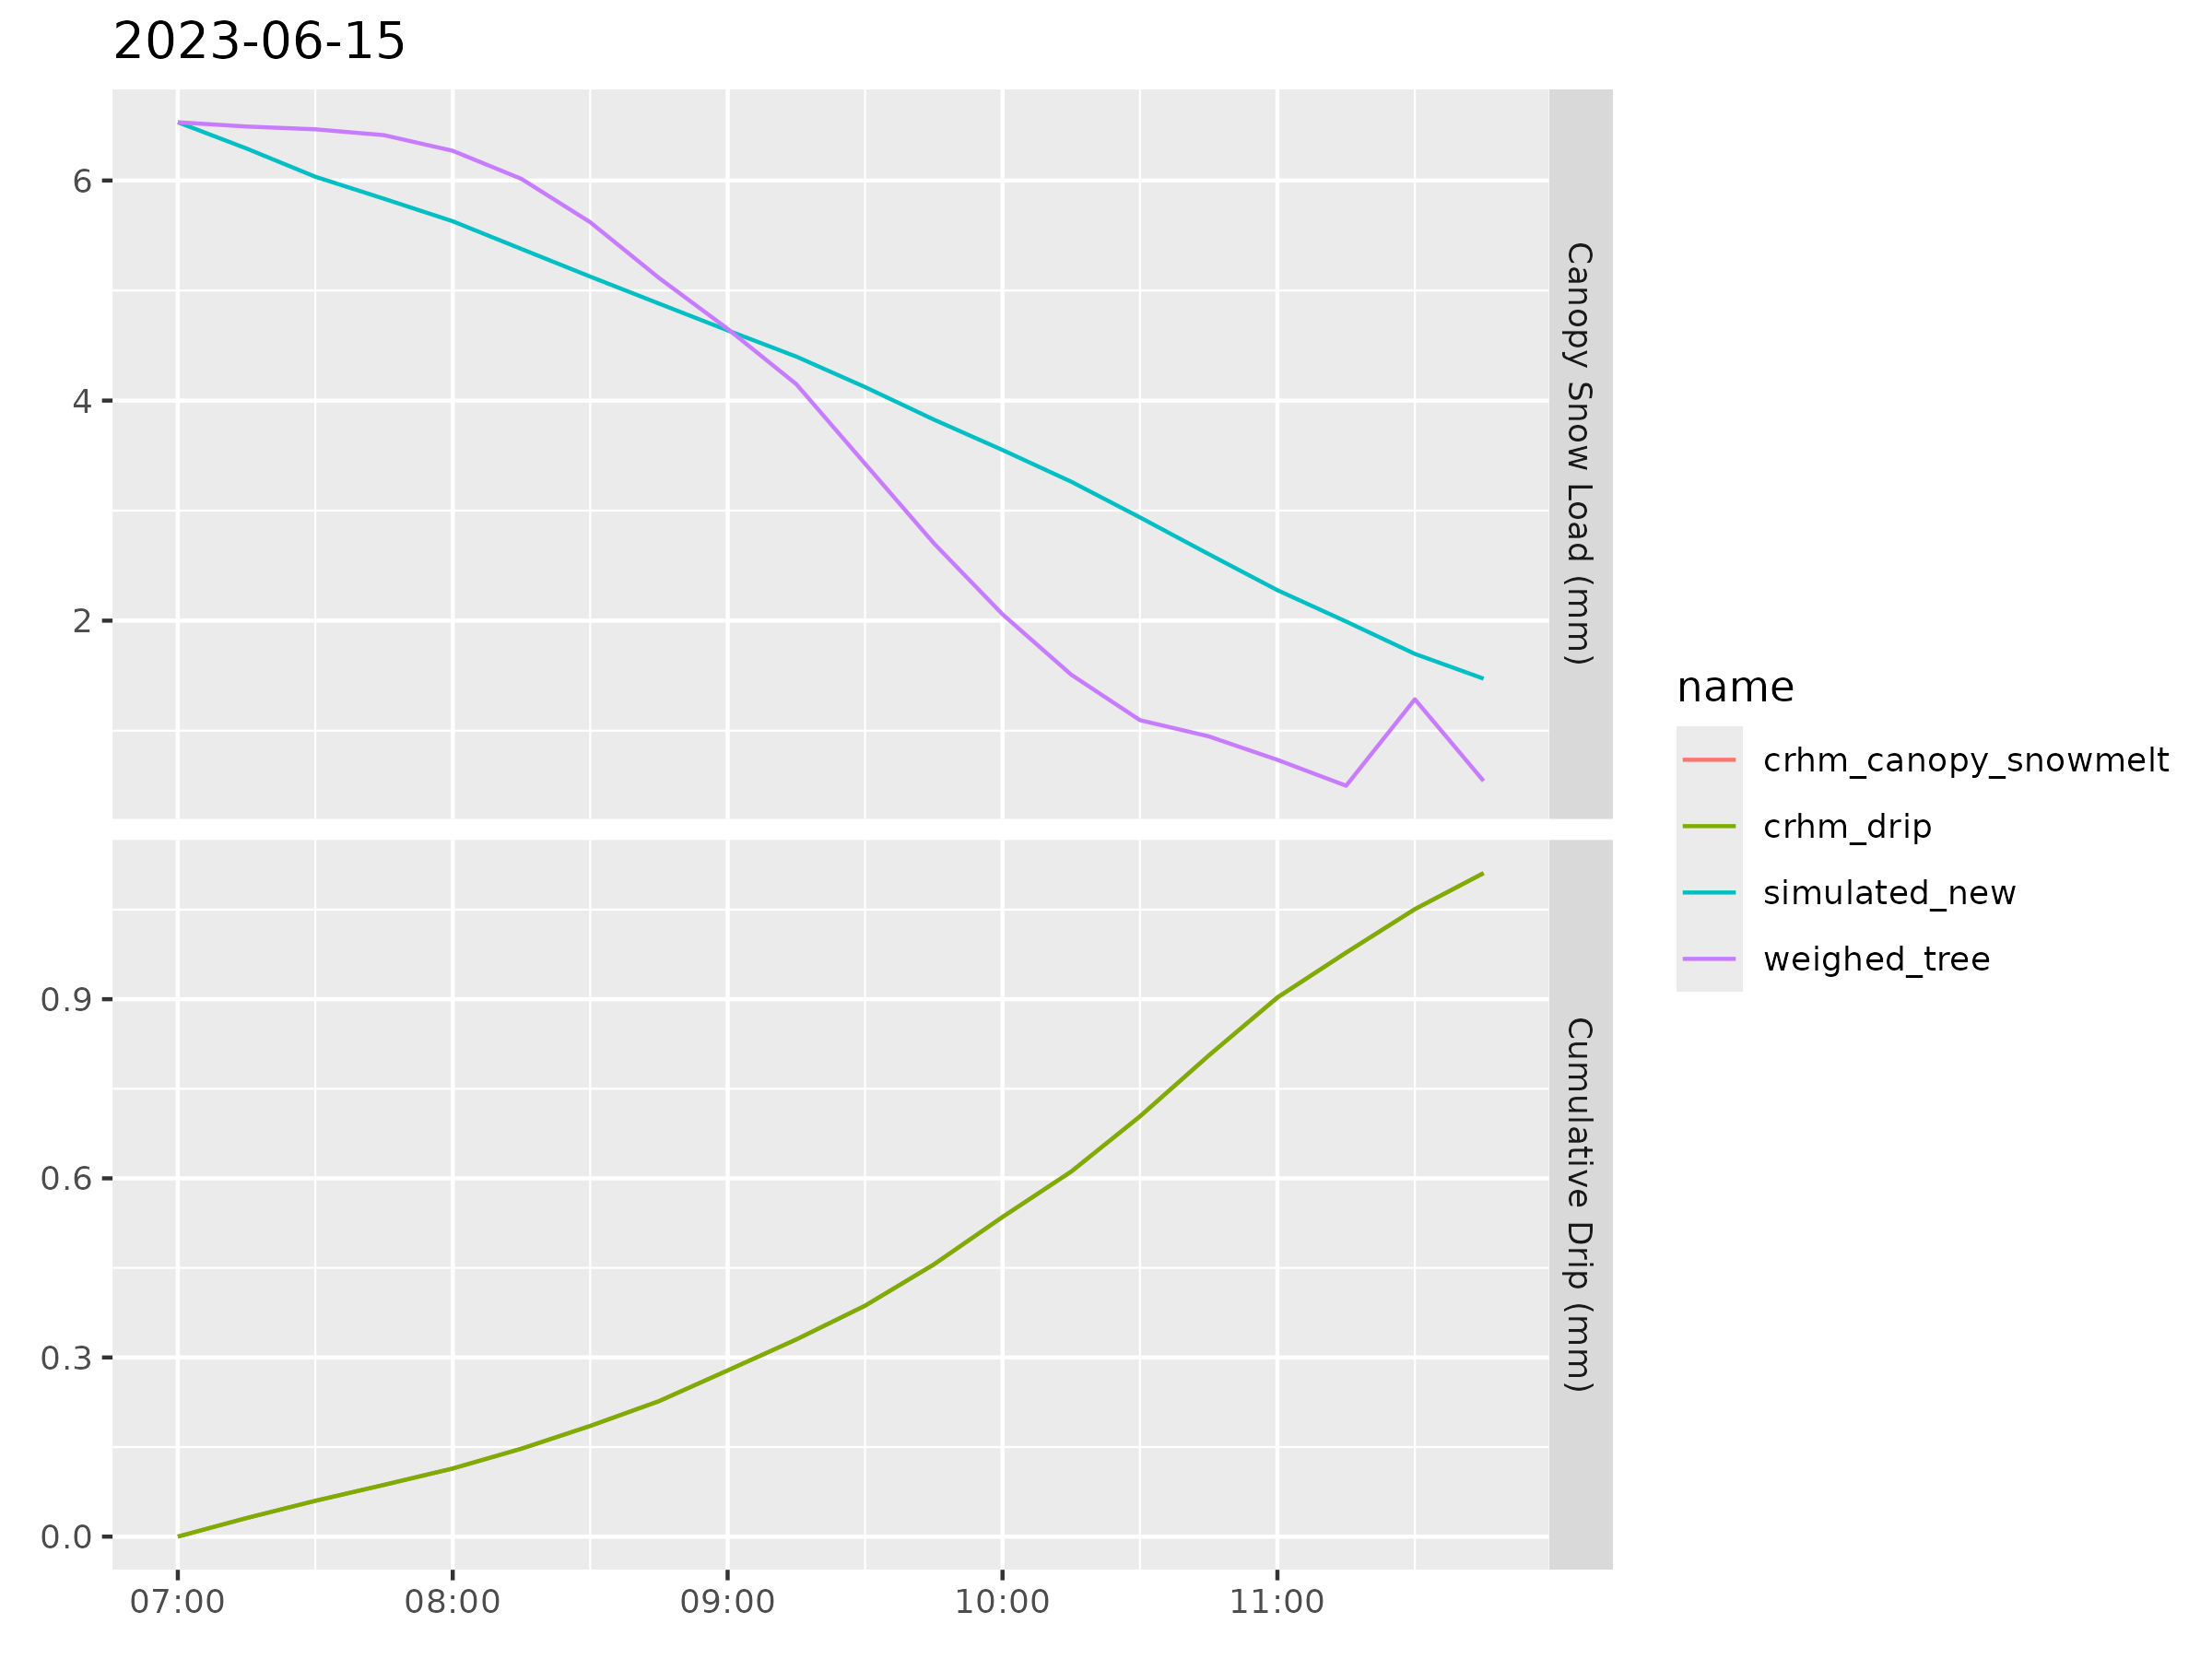 2023-06-15
6
4
2
Canopy Snow Load (mm)
0.9
0.6
0.3
0.0
Cumulative Drip (mm)
07:00 08:00 09:00 10:00 11:00
name
crhm_canopy_snowmelt
crhm_drip
simulated_new
weighed_tree